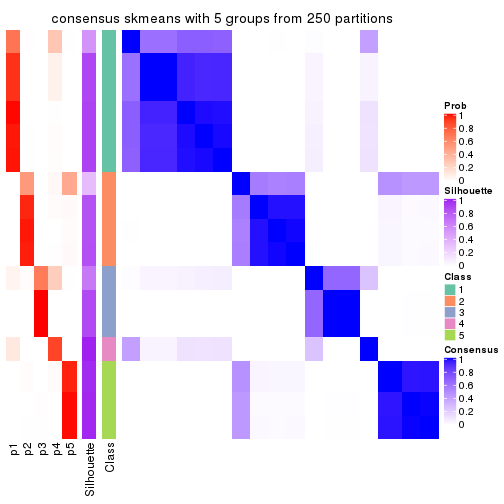 consensus skmeans with 5 groups from 250 partitions
Prob
1
0.8
0.6
0.4
0.2
0
Silhouette
1
0.8
0.6
0.4
0.2
0
Class
1
2
3
4
5
Consensus
1
0.8
0.6
0.4
0.2
0
p1
p2
p3
p4
p5
Silhouette
Class